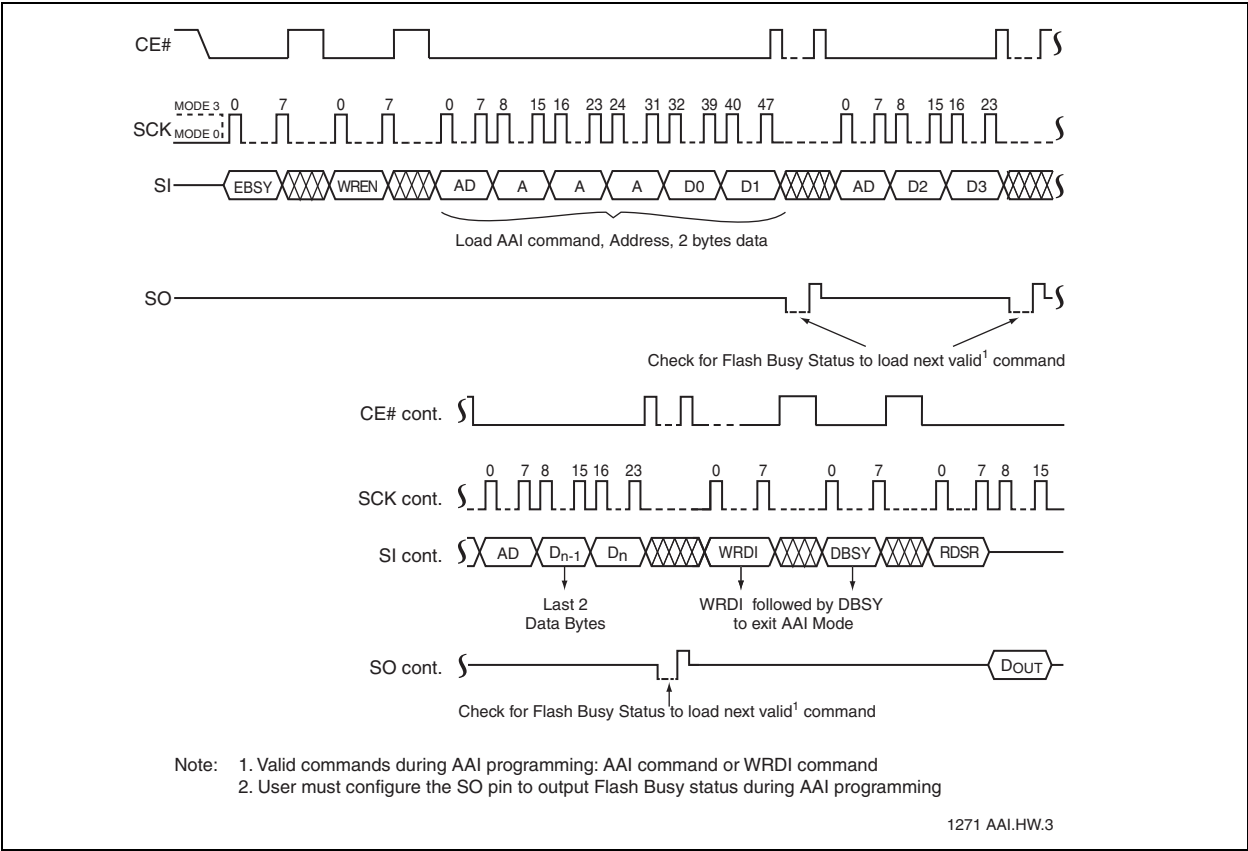 CE#
MODE 3 0 7 0 7 0 7 8 15 16 23 24 31 32 39 40 47 0 7 8 15 16 23
SCK MODE 0
SI EBSY WREN AD A A A D0 D1 AD D2 D3
Load AAI command, Address, 2 bytes data
SO
Check for Flash Busy Status to load next valid1 command
CE# cont.
0 7 8 15 16 23 0 7 0 7 0 7 8 15
SCK cont.
SI cont. AD Dn-1 Dn WRDI DBSY RDSR
Last 2 WRDI followed by DBSY
Data Bytes to exit AAI Mode
SO cont. DOUT
Check for Flash Busy Status to load next valid1 command
Note: 1. Valid commands during AAI programming: AAI command or WRDI command
2. User must configure the SO pin to output Flash Busy status during AAI programming
1271 AAI.HW.3